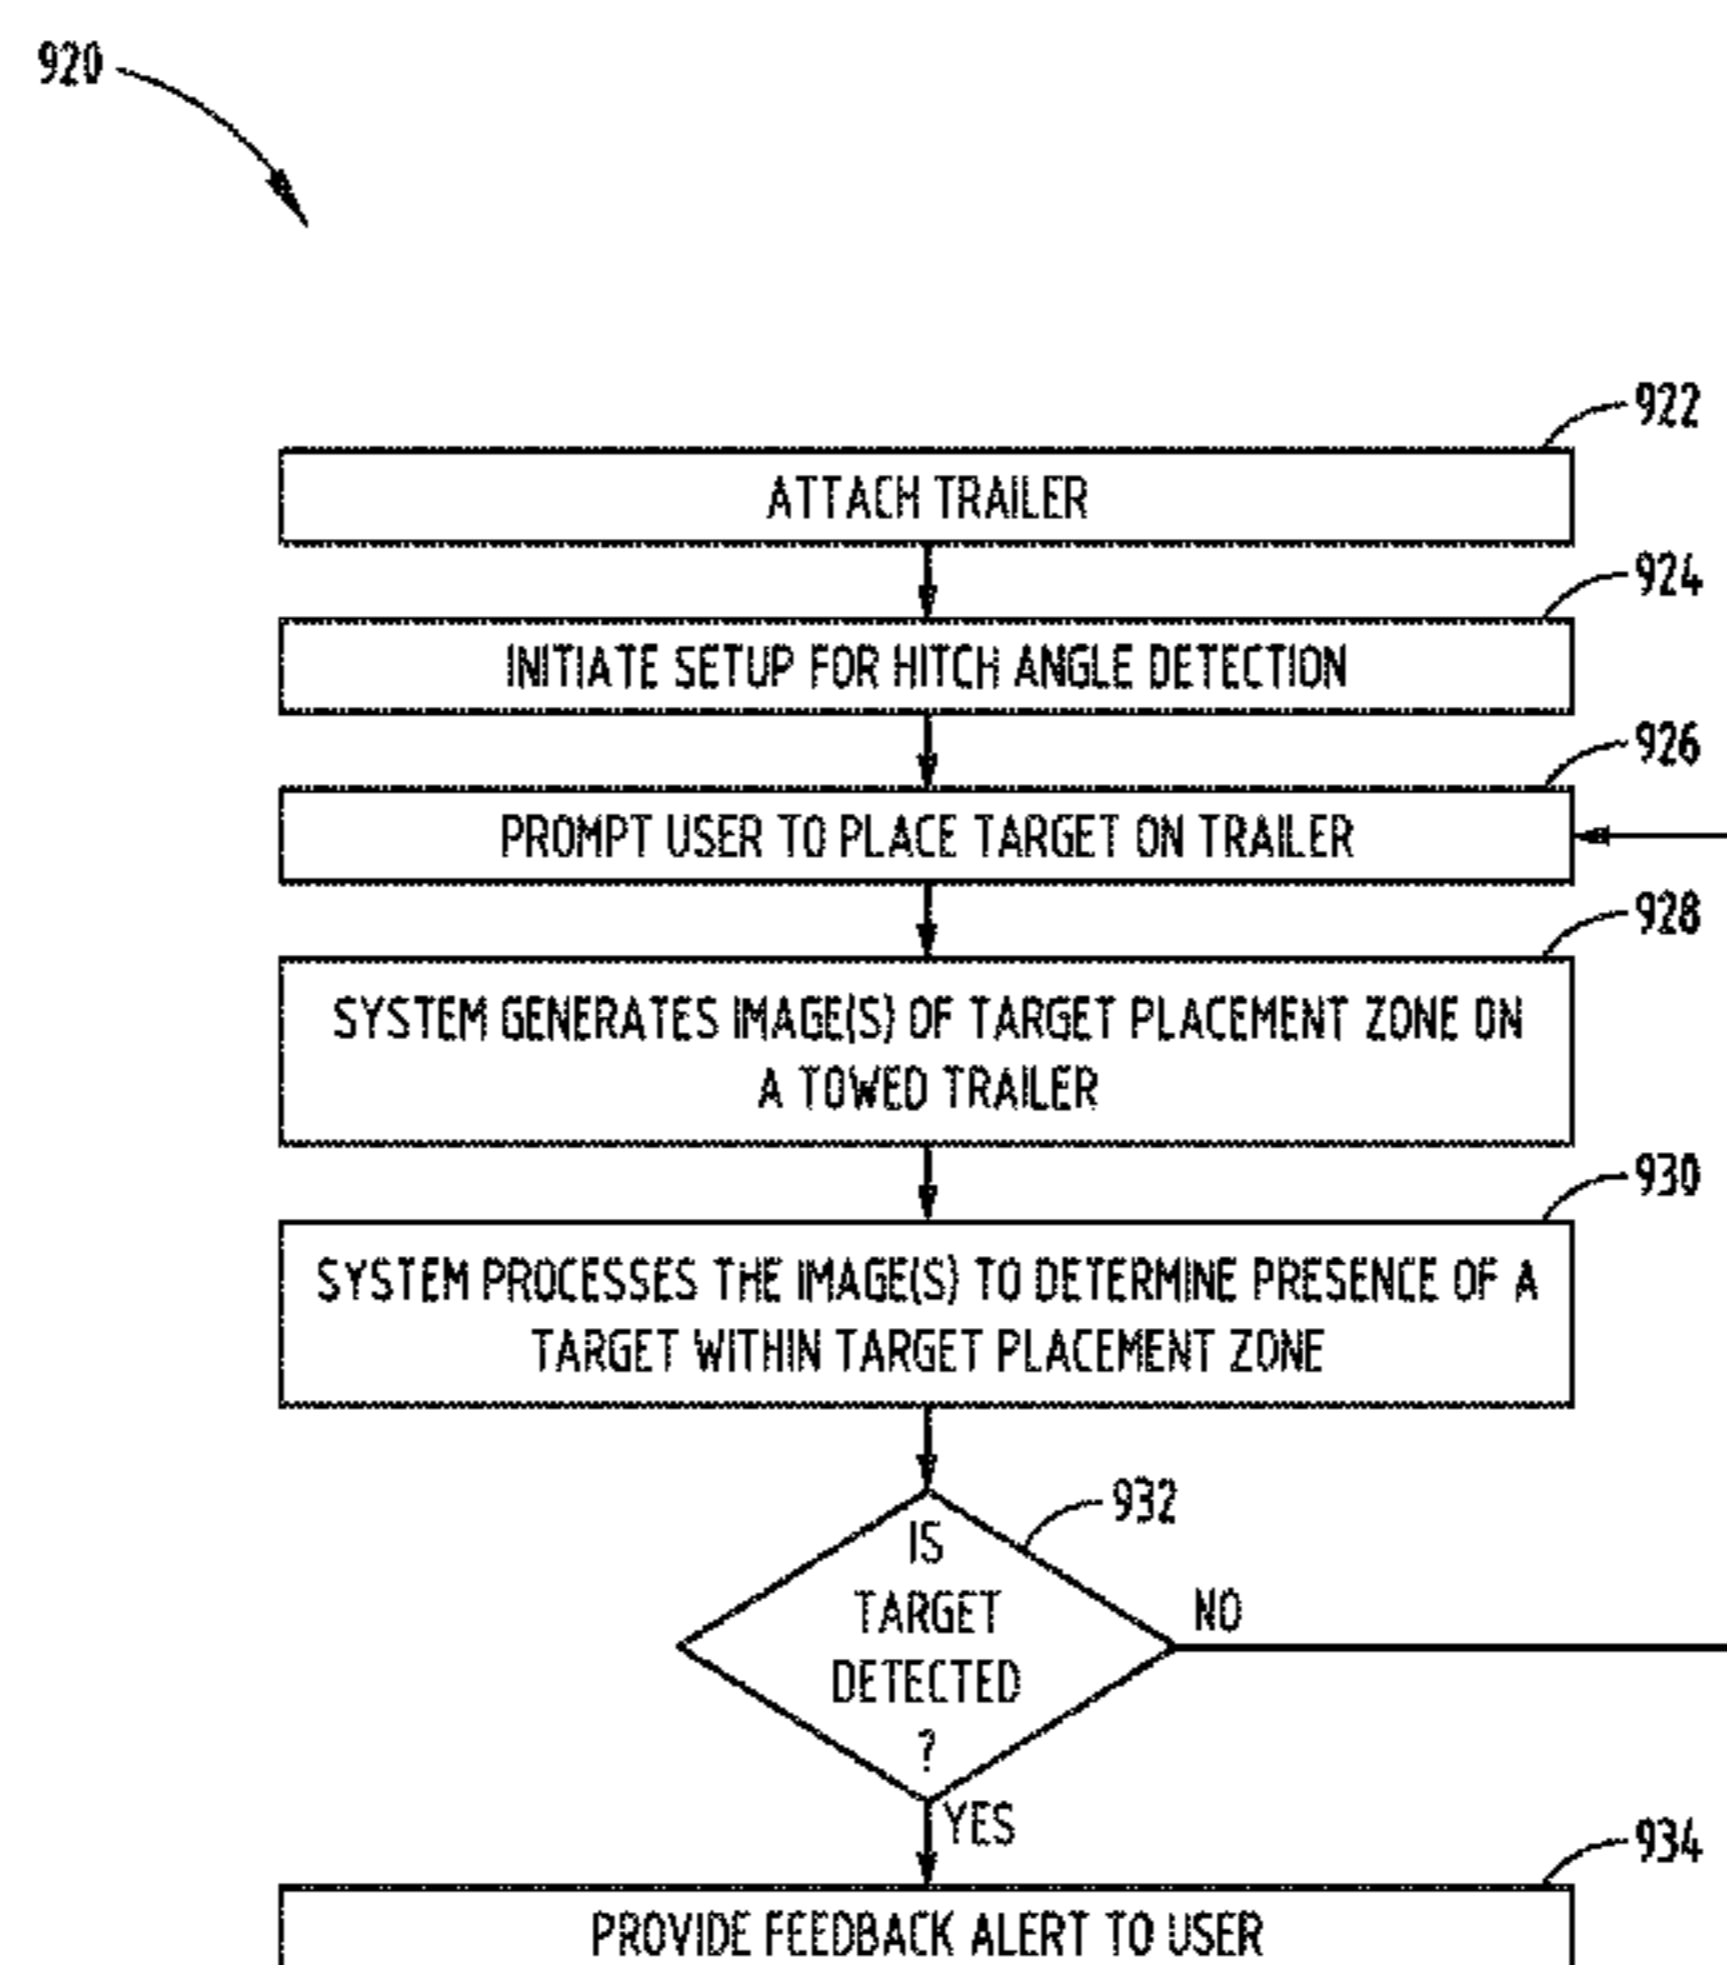 920
922
ATTACH TRAILER
924
INITIATE SETUP FOR HITCH ANGLE DETECTION
926
PROMPT USER TO PLACE TARGET ON TRAILER
928
SYSTEM GENERATES IMAGE(S) OF TARGET PLACEMENT ZONE ON
A TOWED TRAILER
930
SYSTEM PROCESSES THE IMAGE(S) TO DETERMINE PRESENCE OF A
TARGET WITHIN TARGET PLACEMENT ZONE
932
IS
TARGET
DETECTED
?
NO
YES
934
PROVIDE FEEDBACK ALERT TO USER